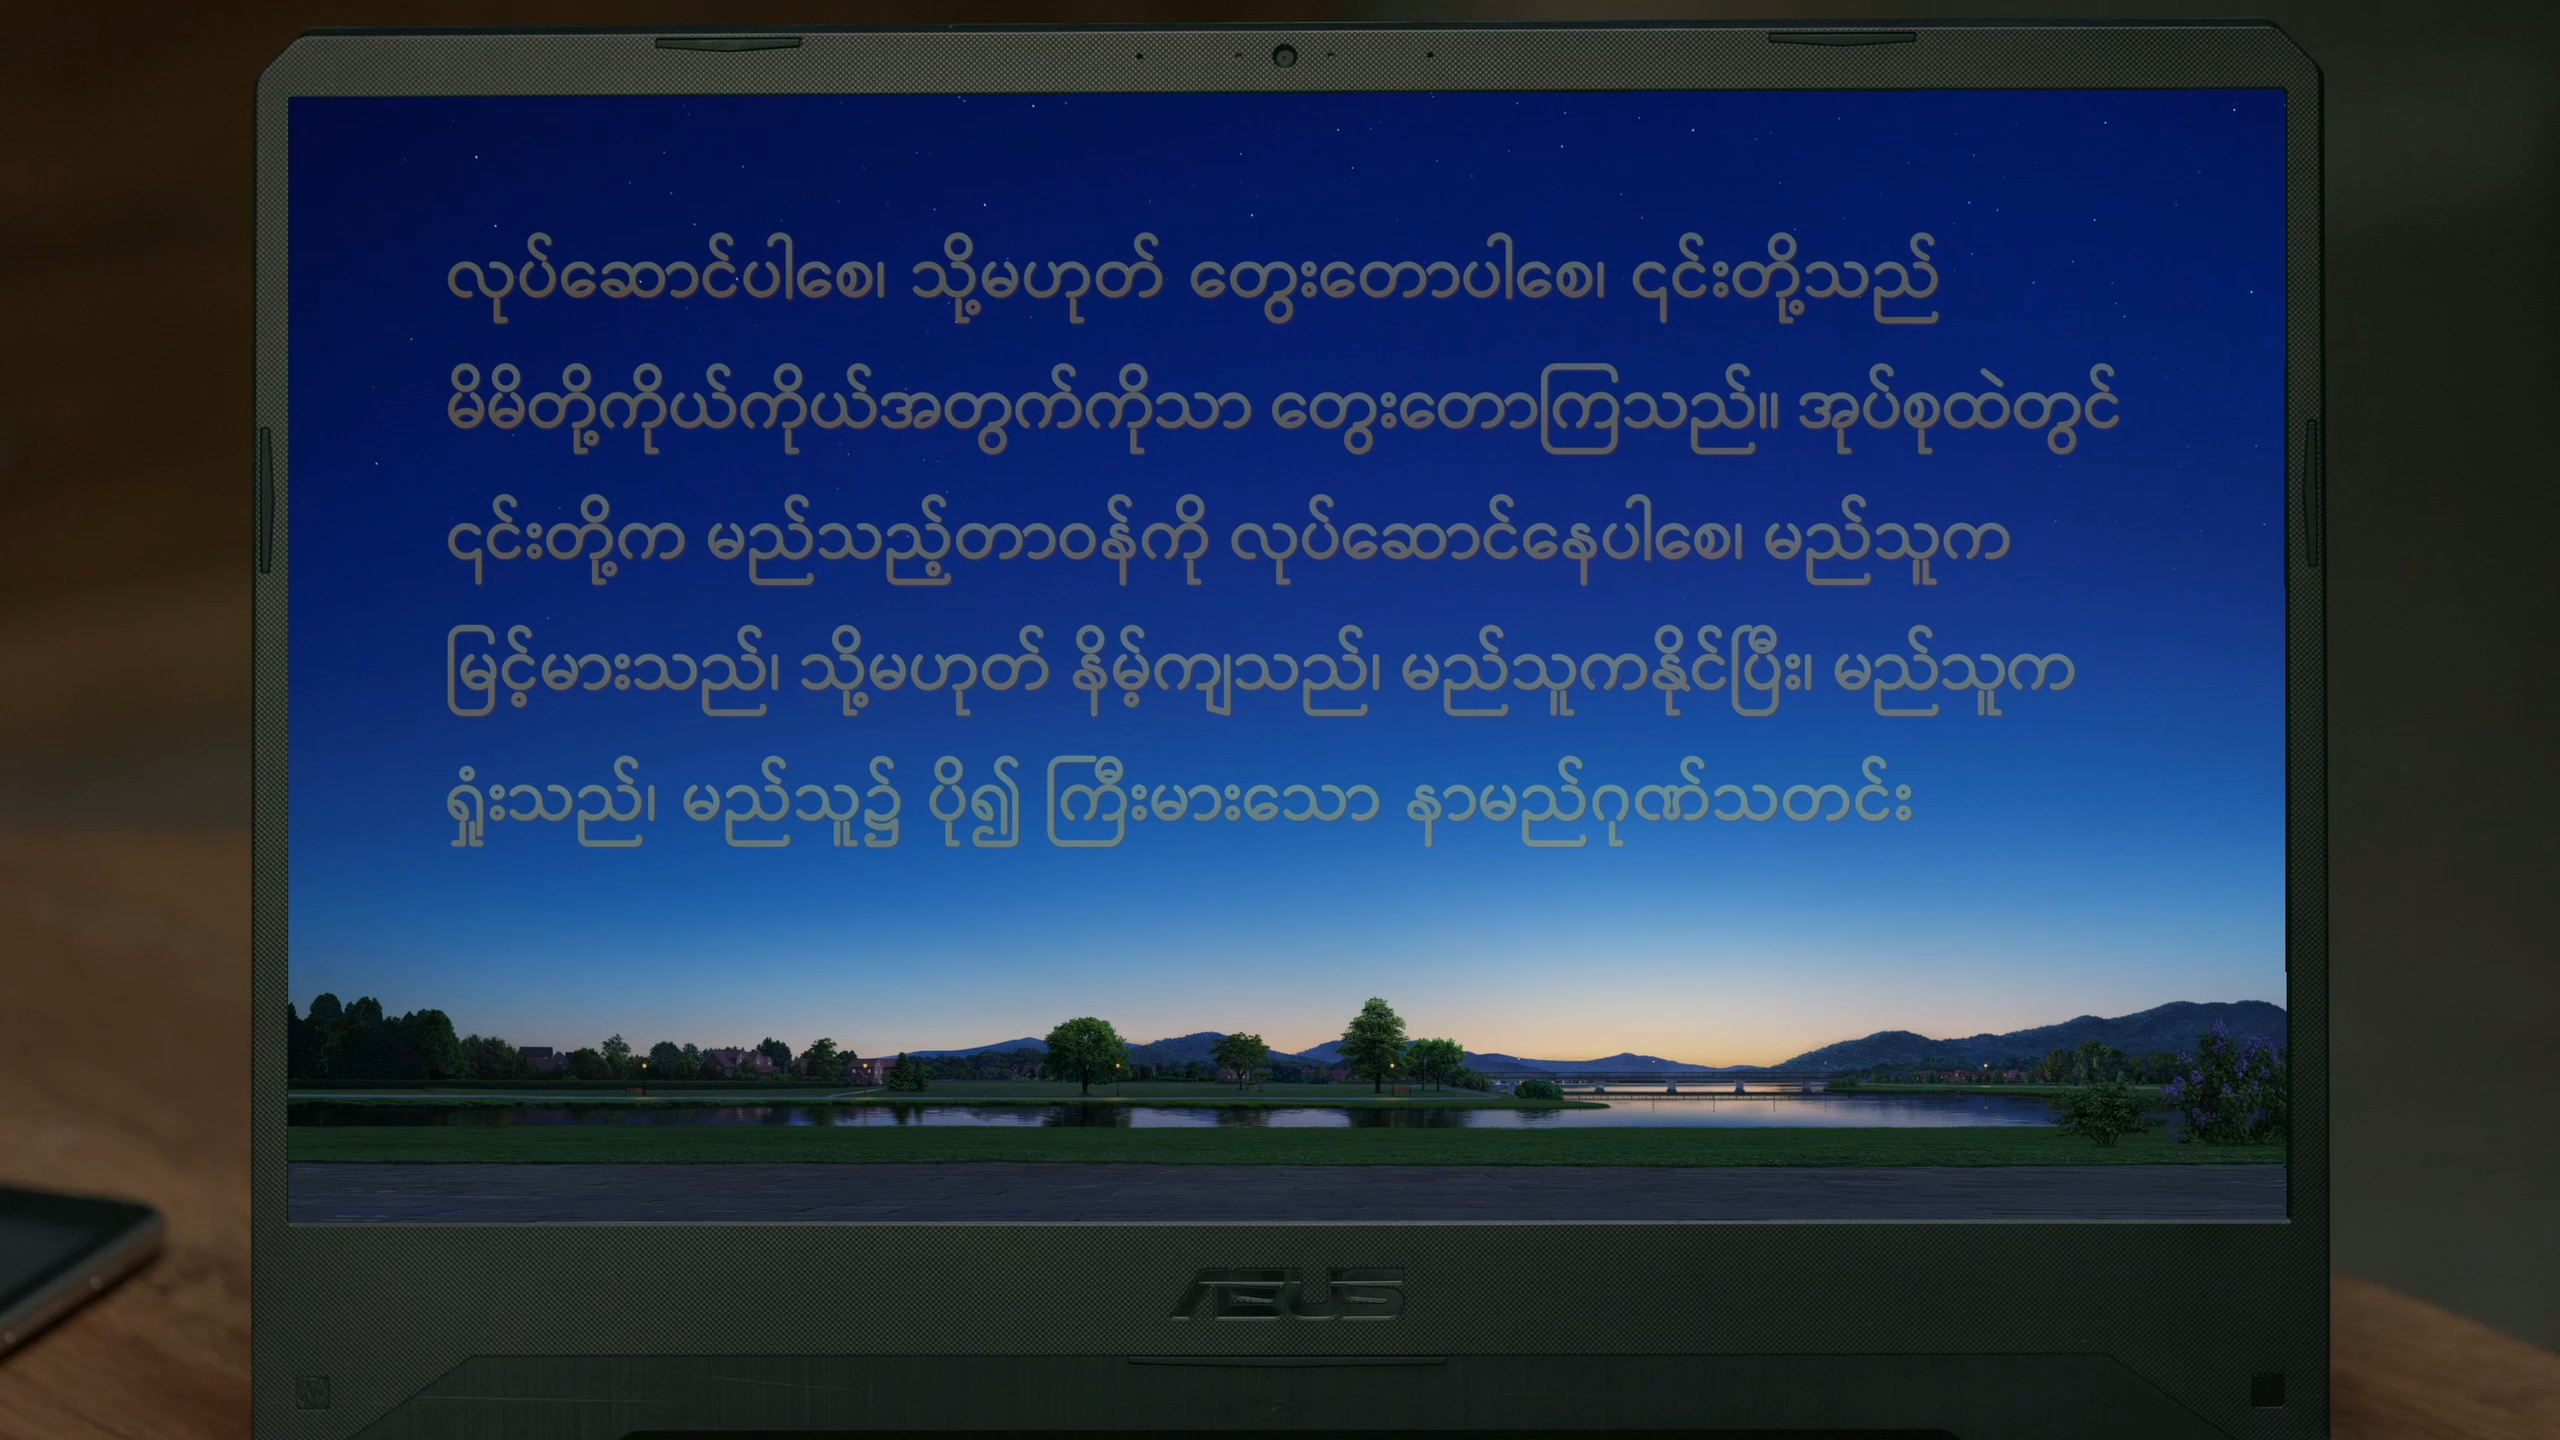 လုပ်ဆောင်ပါစေ၊ သို့မဟုတ် တွေးတောပါစေ၊ ၎င်းတို့သည်
မိမိတို့ကိုယ်ကိုယ်အတွက်ကိုသာ တွေးတောကြသည်။ အုပ်စုထဲတွင်
၎င်းတို့က မည်သည့်တာဝန်ကို လုပ်ဆောင်နေပါစေ၊ မည်သူက
မြင့်မားသည်၊ သို့မဟုတ် နိမ့်ကျသည်၊ မည်သူကနိုင်ပြီး၊ မည်သူက
ရှုံးသည်၊ မည်သူ၌ ပို၍ ကြီးမားသော နာမည်ဂုဏ်သတင်း
ASUS